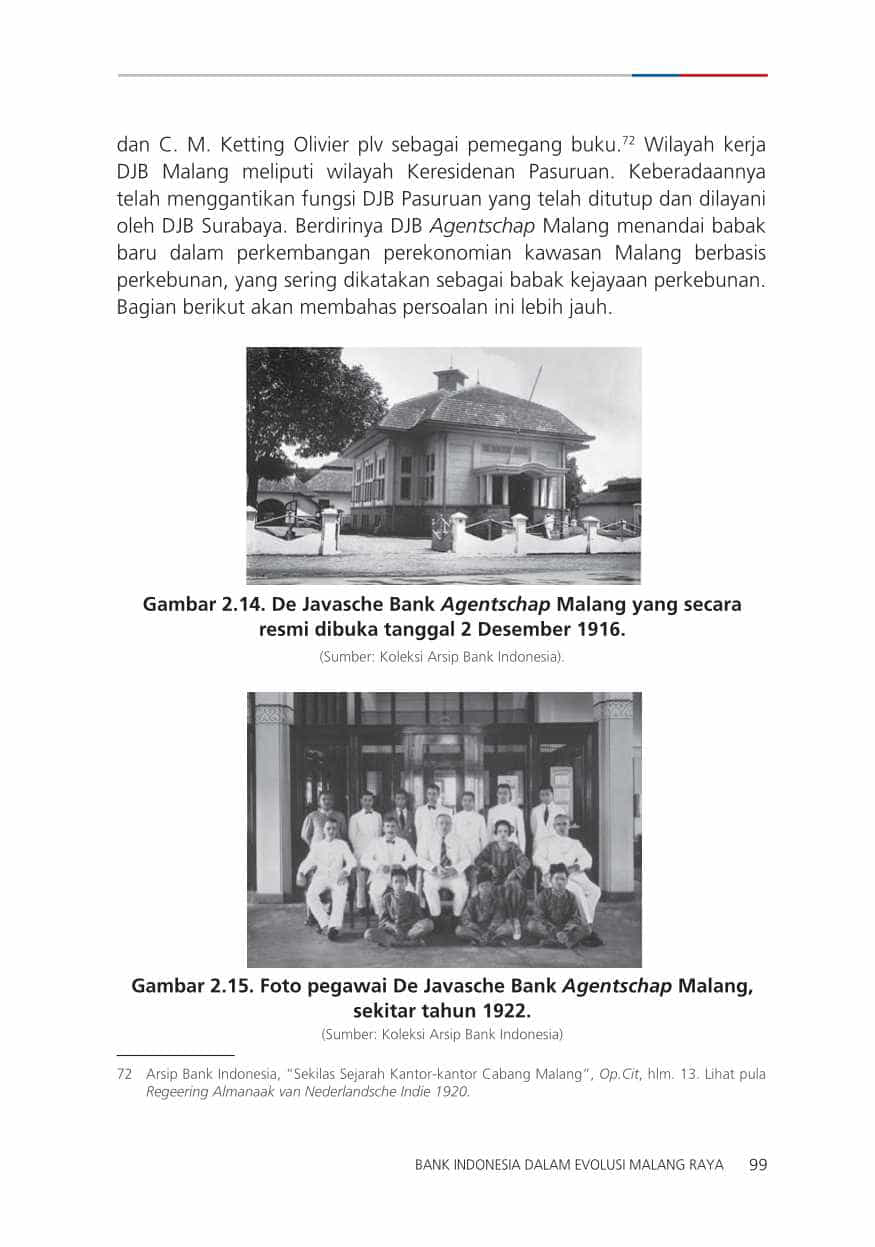 dan C. M. Ketting Olivier plv sebagai pemegang buku.72 Wilayah kerja
DJB Malang meliputi wilayah Keresidenan Pasuruan. Keberadaannya
telah menggantikan fungsi DJB Pasuruan yang telah ditutup dan dilayani
oleh DJB Surabaya. Berdirinya DJB Agentschap Malang menandai babak
baru dalam perkembangan perekonomian kawasan Malang berbasis
perkebunan, yang sering dikatakan sebagai babak kejayaan perkebunan.
Bagian berikut akan membahas persoalan ini lebih jauh.
Gambar 2.14. De Javasche Bank Agentschap Malang yang secara
resmi dibuka tanggal 2 Desember 1916.
(Sumber: Koleksi Arsip Bank Indonesia).
Gambar 2.15. Foto pegawai De Javasche Bank Agentschap Malang,
sekitar tahun 1922.
(Sumber: Koleksi Arsip Bank Indonesia)
72 Arsip Bank Indonesia, “Sekilas Sejarah Kantor-kantor Cabang Malang”, Op.Cit, hlm. 13. Lihat pula
Regeering Almanaak van Nederlandsche Indie 1920.
BANK INDONESIA DALAM EVOLUSI MALANG RAYA 99